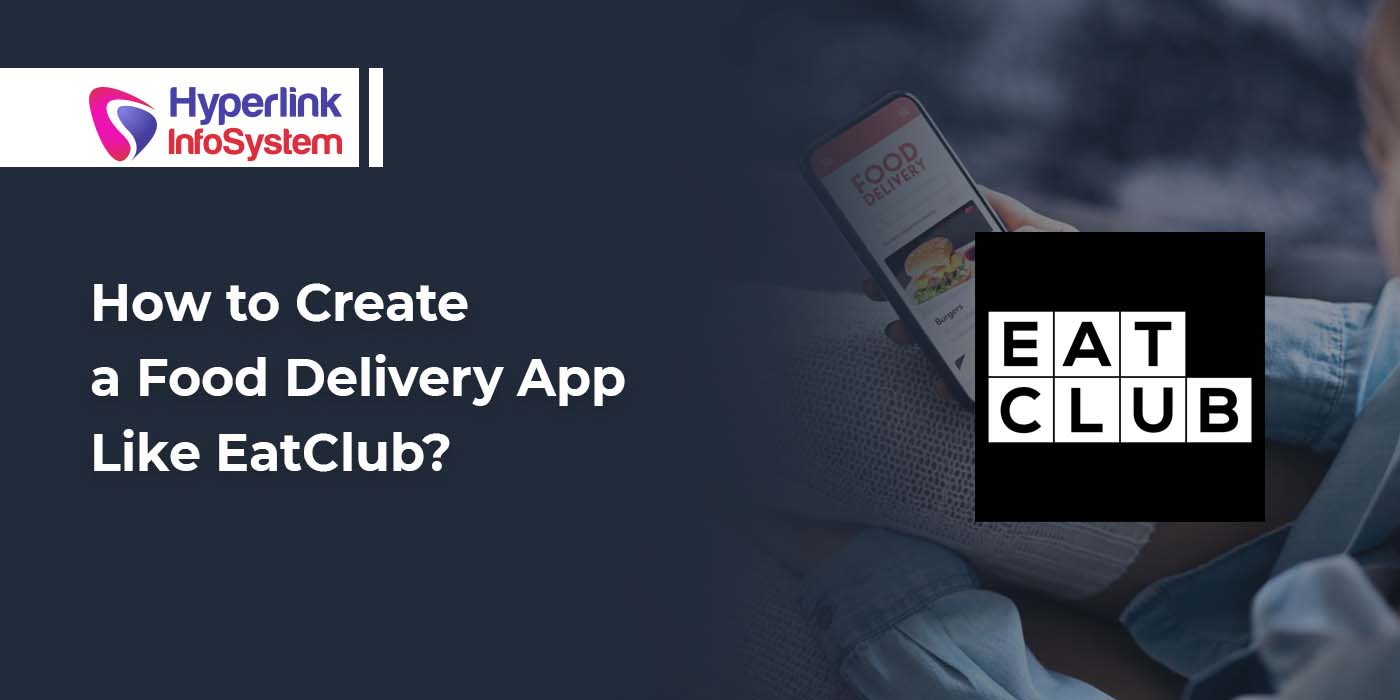 Hyperlink
InfoSystem
How to Create
a Food Delivery App
Like EatClub?
FOOD
DELIVERY
Burgers
EAT
CLUB